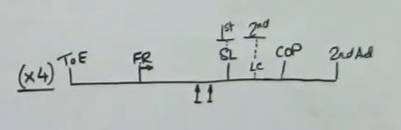 1st 2nd
(x4) ToE FR SL LC COP 2nd Ad